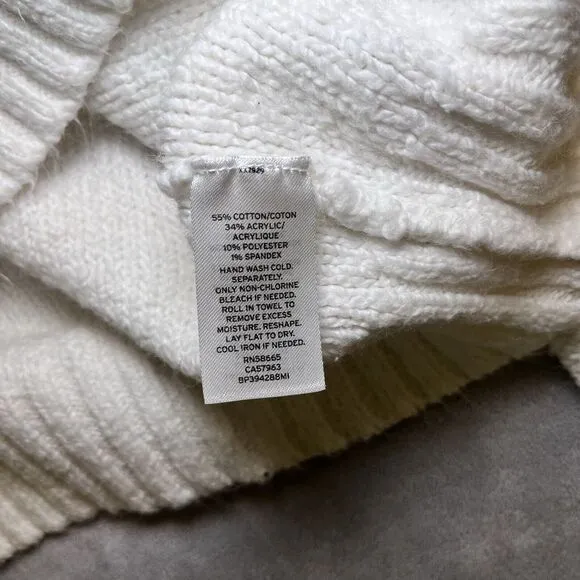 55% COTTON/COTON
34% ACRYLIC/
ACRYLIQUE
10% POLYESTER
1% SPANDEX
HAND WASH COLD.
SEPARATELY.
ONLY NON-CHLORINE
BLEACH IF NEEDED.
ROLL IN TOWEL TO
REMOVE EXCESS
MOISTURE. RESHAPE.
LAY FLAT TO DRY.
COOL IRON IF NEEDED.
RN58665
CA57963
BP394288MI